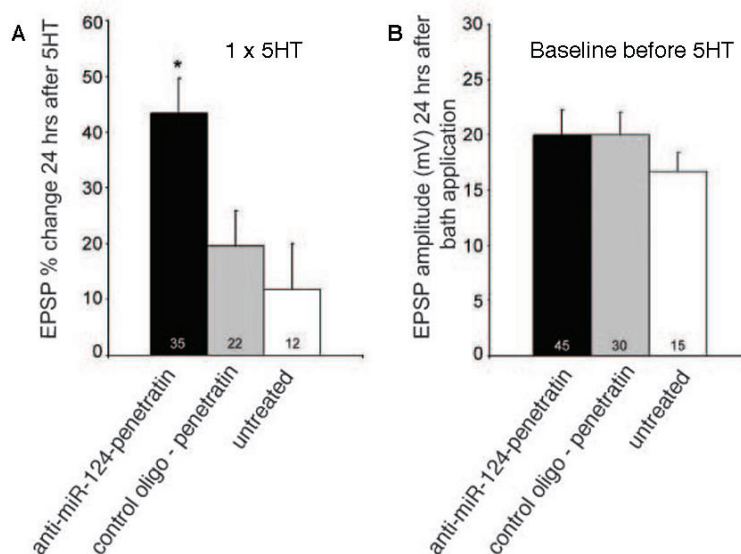 A
1 x 5HT
EPSP % change 24 hrs after 5HT
60
50
40
30
20
10
0
*
35
22
12
anti-miR-124-penetratin
control oligo - penetratin
untreated
B
Baseline before 5HT
EPSP amplitude (mV) 24 hrs after
bath application
30
25
20
15
10
5
0
45
30
15
anti-miR-124-penetratin
control oligo - penetratin
untreated